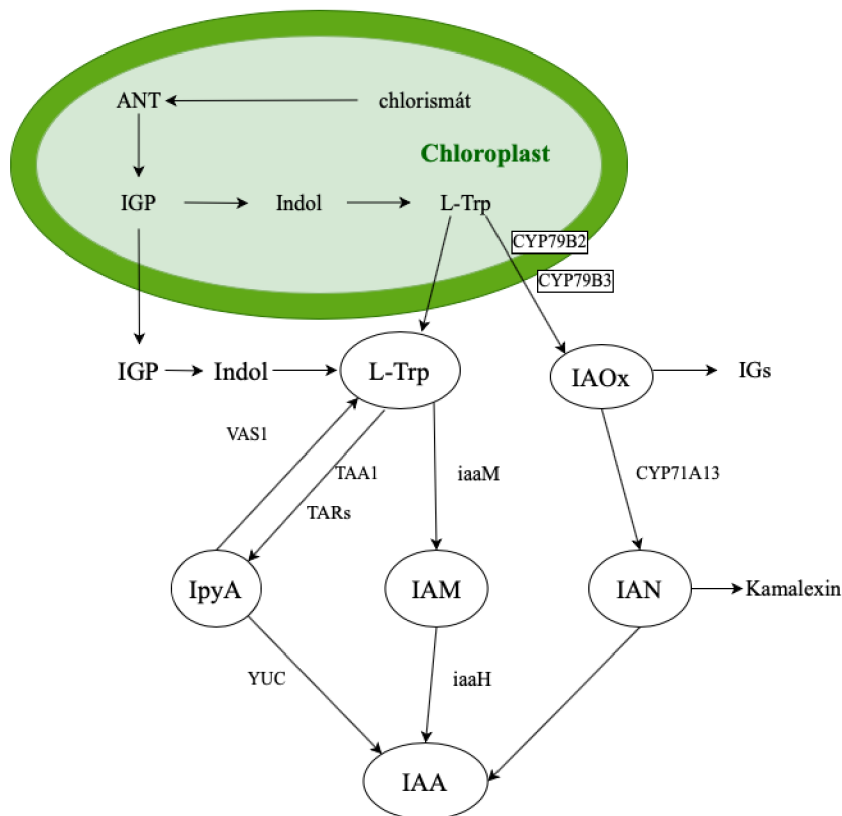 ANT
chlorismát
Chloroplast
IGP
Indol
L-Trp
CYP79B2
CYP79B3
IGP
Indol
L-Trp
IAOx
IGs
VAS1
TAA1
TARs
iaaM
CYP71A13
IpyA
IAM
IAN
Kamalexin
YUC
iaaH
IAA